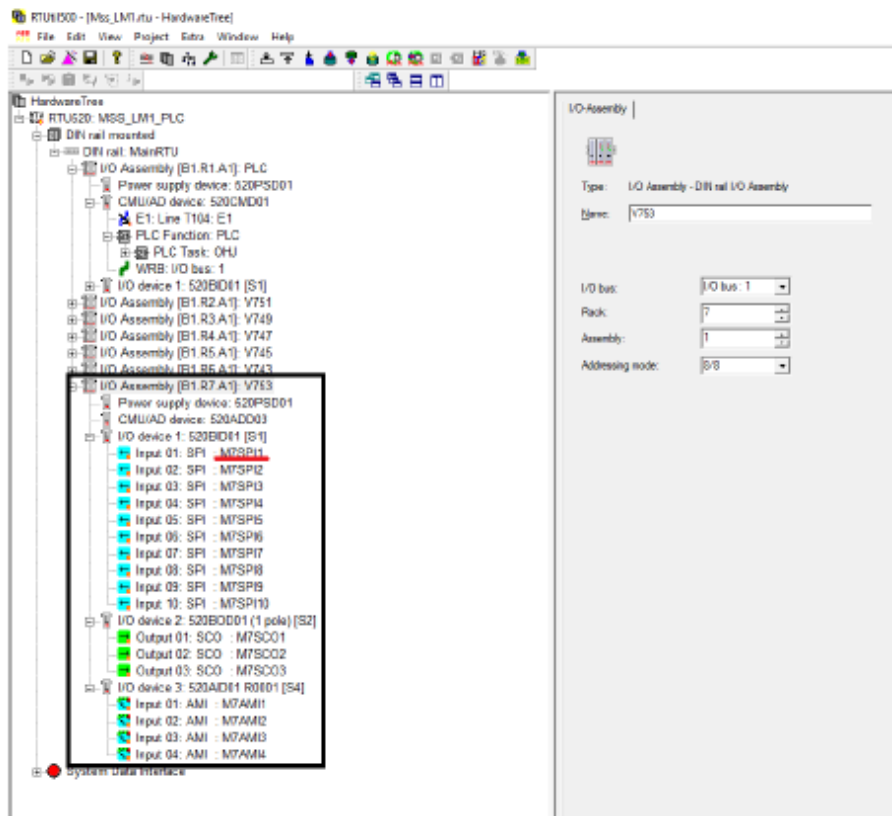 RTUtil500 - [Mss_LM1.rtu - HardwareTree]
File Edit View Project Extra Window Help
HardwareTree
RTU520: MSS_LM1_PLC
DIN rail mounted
DIN rail: MainRTU
I/O Assembly [B1.R1.A1]: PLC
Power supply device: 520PSD01
CMU/AD device: 520CMD01
E1: Line T104: E1
PLC Function: PLC
PLC Task: OHJ
WRB: I/O bus: 1
I/O device 1: 520BID01 [S1]
I/O Assembly [B1.R2.A1]: V751
I/O Assembly [B1.R3.A1]: V749
I/O Assembly [B1.R4.A1]: V747
I/O Assembly [B1.R5.A1]: V745
I/O Assembly [B1.R6.A1]: V743
I/O Assembly [B1.R7.A1]: V753
Power supply device: 520PSD01
CMU/AD device: 520ADD03
I/O device 1: 520BID01 [S1]
Input 01: SPI : M7SPI1
Input 02: SPI : M7SPI2
Input 03: SPI : M7SPI3
Input 04: SPI : M7SPI4
Input 05: SPI : M7SPI5
Input 06: SPI : M7SPI6
Input 07: SPI : M7SPI7
Input 08: SPI : M7SPI8
Input 09: SPI : M7SPI9
Input 10: SPI : M7SPI10
I/O device 2: 520BOD01 (1 pole) [S2]
Output 01: SCO : M7SCO1
Output 02: SCO : M7SCO2
Output 03: SCO : M7SCO3
I/O device 3: 520AID01 R0001 [S4]
Input 01: AMI : M7AMI1
Input 02: AMI : M7AMI2
Input 03: AMI : M7AMI3
Input 04: AMI : M7AMI4
System Data Interface
I/O-Assembly
Type: I/O Assembly - DIN rail I/O Assembly
Name: V753
I/O bus: I/O bus : 1
Rack: 7
Assembly: 1
Addressing mode: 8/8